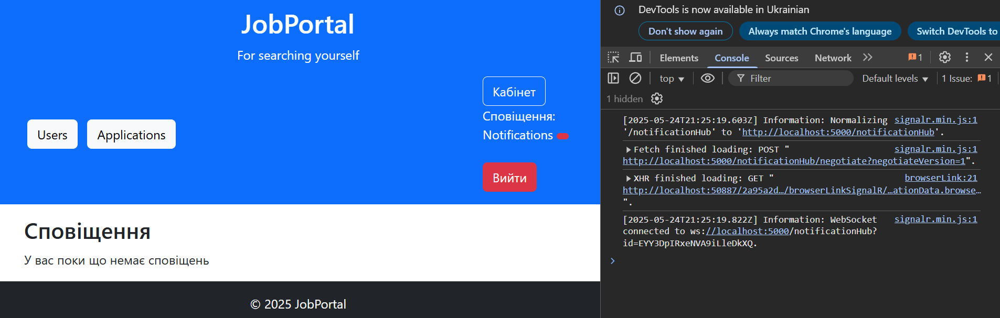 JobPortal
For searching yourself
Кабінет
Сповіщення:
Users
Applications
Notifications
Вийти
Сповіщення
У вас поки що немає сповіщень
© 2025 JobPortal
DevTools is now available in Ukrainian
Don't show again
Always match Chrome's language
Switch DevTools to
Elements
Console
Sources
Network
1
top
Filter
Default levels
1 Issue:
1
1 hidden
[2025-05-24T21:25:19.603Z] Information: Normalizing signalr.min.js:1
'/notificationHub' to 'http://localhost:5000/notificationHub'.
Fetch finished loading: POST " signalr.min.js:1
http://localhost:5000/notificationHub/negotiate?negotiateVersion=1".
XHR finished loading: GET " browserLink:21
http://localhost:50887/2a95a2d…/browserLinkSignalR/…ationData.browse…
".
[2025-05-24T21:25:19.822Z] Information: WebSocket signalr.min.js:1
connected to ws://localhost:5000/notificationHub?
id=EYY3DpIRxeNVA9iLleDkXQ.